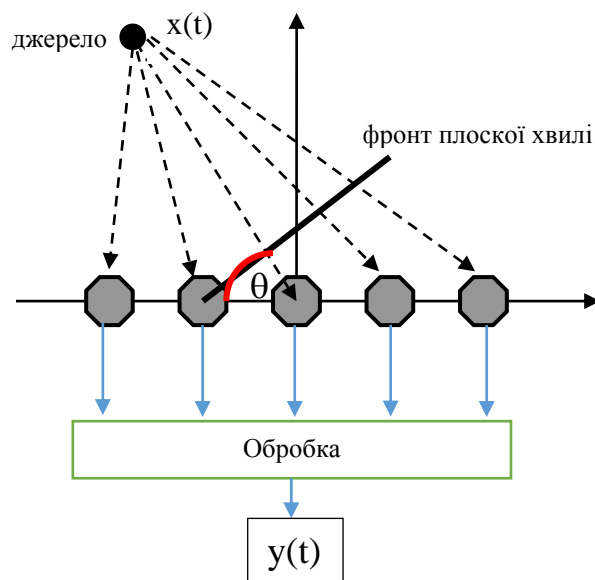 джерело
x(t)
фронт плоскої хвилі
θ
Обробка
y(t)